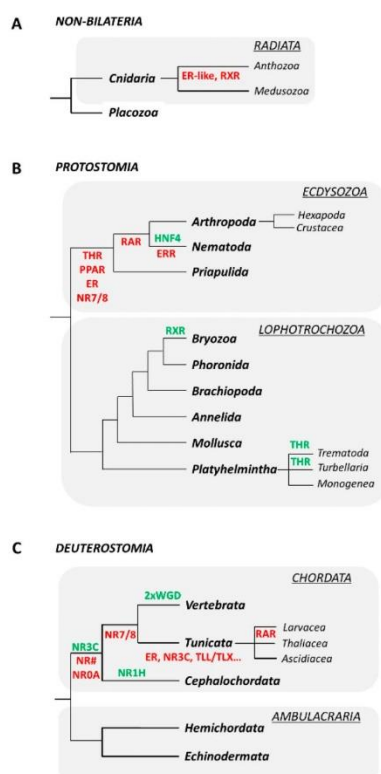 A NON-BILATERIA
RADIATA
Anthozoa
Cnidaria ER-like, RXR
Medusozoa
Placozoa
B PROTOSTOMIA
ECDYSOZOA
Hexapoda
Arthropoda
Crustacea
RAR HNF4
THR Nematoda
PPAR ERR
ER Priapulida
NR7/8
LOPHOTROCHOZOA
RXR
Bryozoa
Phoronida
Brachiopoda
Annelida
Mollusca
THR
Trematoda
Platyhelmintha THR Turbellaria
Monogenea
C DEUTEROSTOMIA
CHORDATA
2xWGD
Vertebrata
NR7/8
Larvacea
NR3C Tunicata RAR Thaliacea
NR# ER, NR3C, TLL/TLX... Ascidiacea
NR0A NR1H Cephalochordata
AMBULACRARIA
Hemichordata
Echinodermata